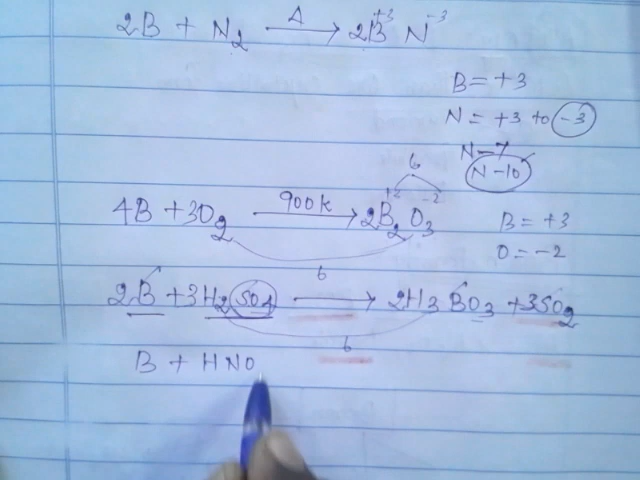 2B + N2 Δ→ 2B+3 N-3
B = +3
N = +3 to -3
N-7
N-10
6
4B + 3O2 900k→ 2B2O3
+2 -2
B = +3
O = -2
6
2B + 3H2SO4 → 2H3BO3 + 3SO2
6
B + HNO